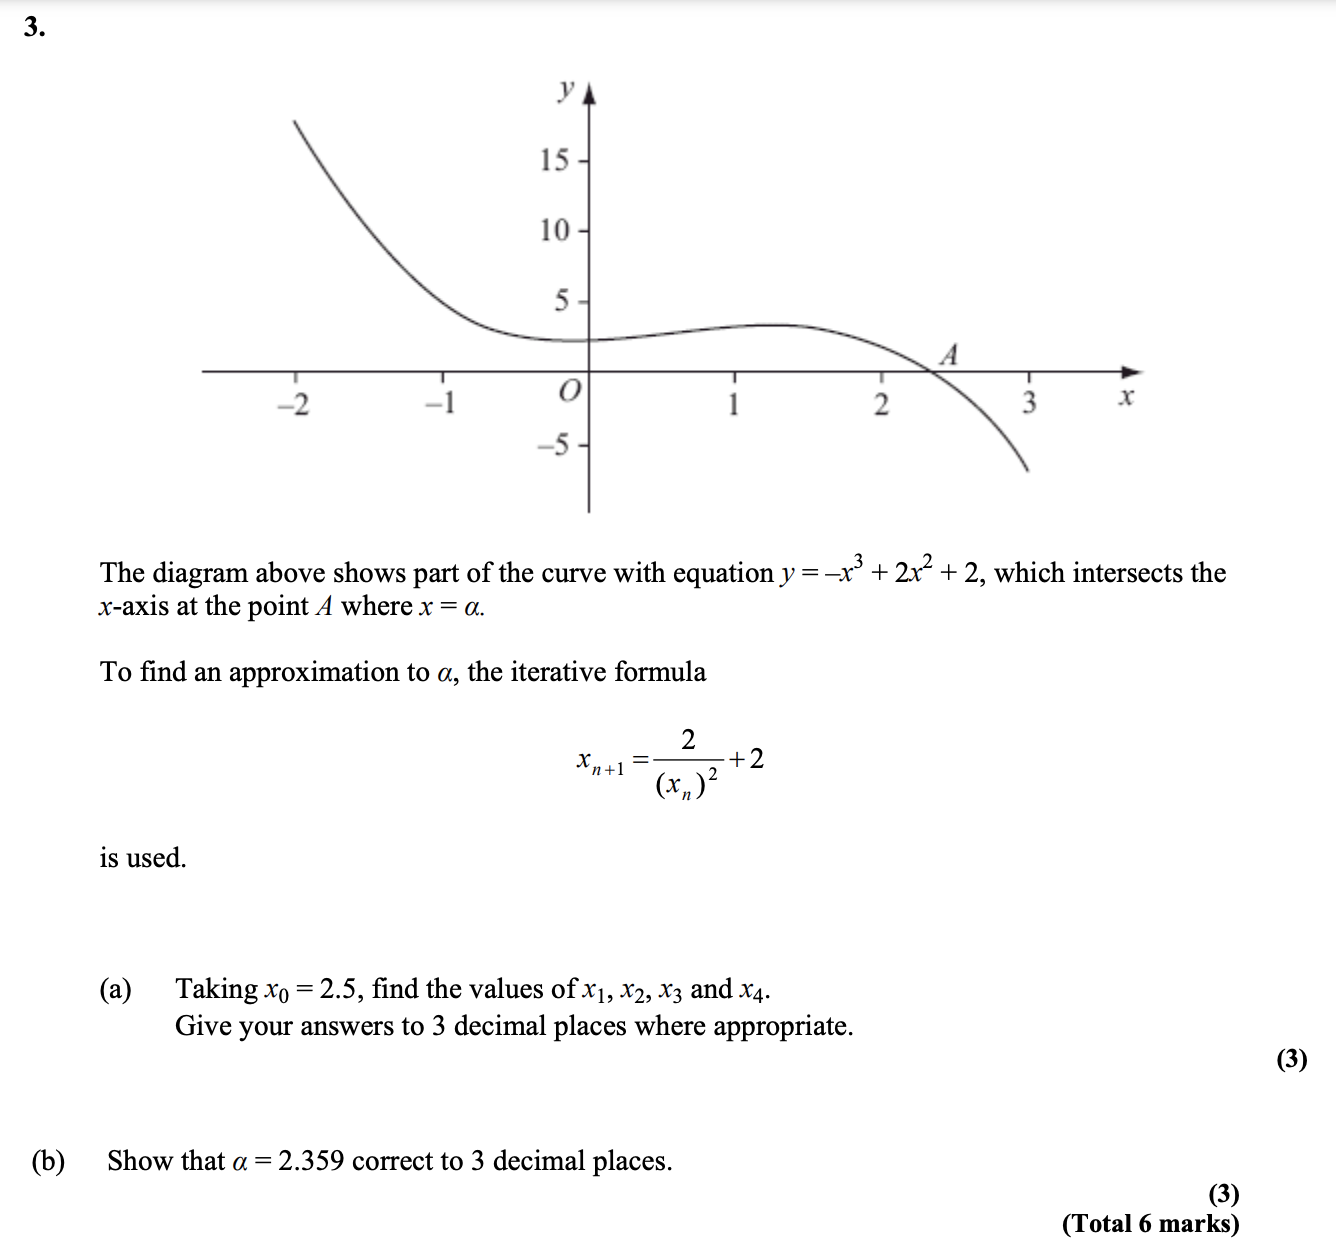 3.
y
15
10
5
A
O
–2
–1
1
2
3
x
–5
The diagram above shows part of the curve with equation y = –x³ + 2x² + 2, which intersects the
x-axis at the point A where x = α.
To find an approximation to α, the iterative formula
xₙ₊₁ = 2/(xₙ)² + 2
is used.
(a) Taking x₀ = 2.5, find the values of x₁, x₂, x₃ and x₄.
Give your answers to 3 decimal places where appropriate.
(3)
(b) Show that α = 2.359 correct to 3 decimal places.
(3)
(Total 6 marks)